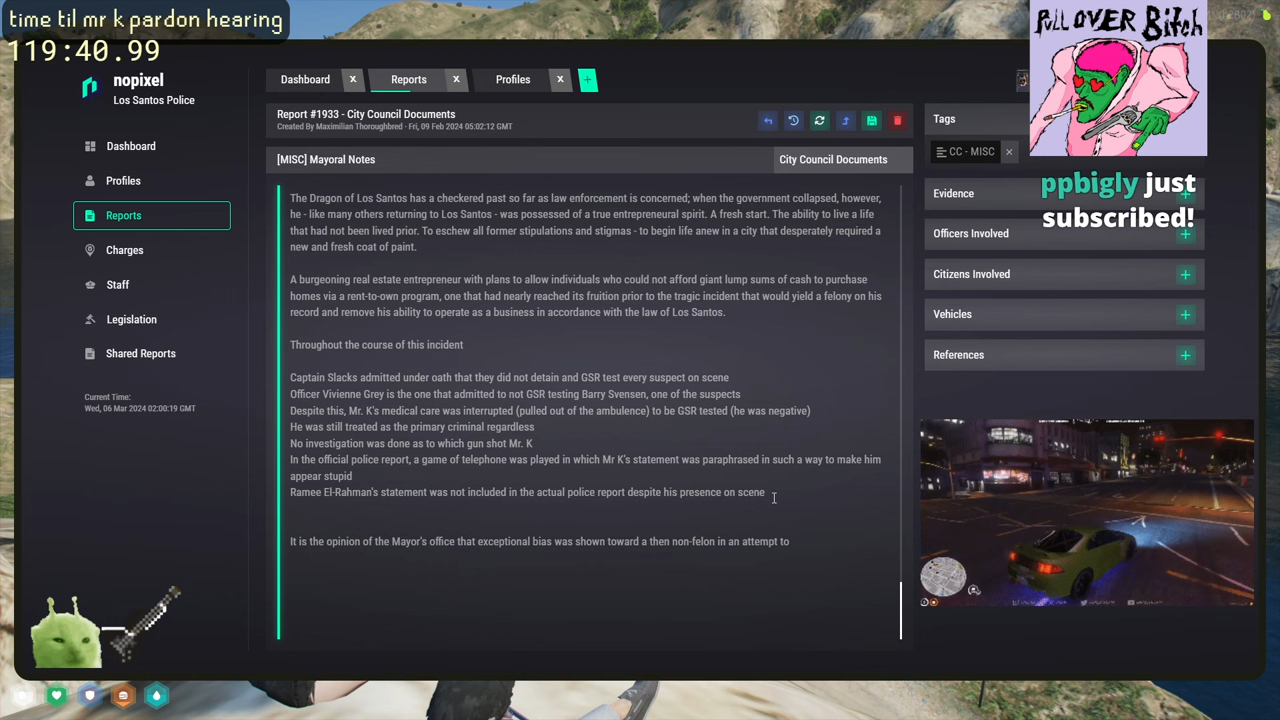 time til mr k pardon hearing
119:40.99
PULL OVER Bitch
ppbigly just
subscribed!
nopixel
Los Santos Police
Dashboard
Profiles
Reports
Charges
Staff
Legislation
Shared Reports
Current Time:
Wed, 06 Mar 2024 02:00:19 GMT
Dashboard x Reports x Profiles x +
Report #1933 - City Council Documents
Created By Maximilian Thoroughbred · Fri, 09 Feb 2024 05:02:12 GMT
[MISC] Mayoral Notes
City Council Documents
The Dragon of Los Santos has a checkered past so far as law enforcement is concerned; when the government collapsed, however,
he - like many others returning to Los Santos - was possessed of a true entrepreneurial spirit. A fresh start. The ability to live a life
that had not been lived prior. To eschew all former stipulations and stigmas - to begin life anew in a city that desperately required a
new and fresh coat of paint.
A burgeoning real estate entrepreneur with plans to allow individuals who could not afford giant lump sums of cash to purchase
homes via a rent-to-own program, one that had nearly reached its fruition prior to the tragic incident that would yield a felony on his
record and remove his ability to operate as a business in accordance with the law of Los Santos.
Throughout the course of this incident
Captain Slacks admitted under oath that they did not detain and GSR test every suspect on scene
Officer Vivienne Grey is the one that admitted to not GSR testing Barry Svensen, one of the suspects
Despite this, Mr. K's medical care was interrupted (pulled out of the ambulance) to be GSR tested (he was negative)
He was still treated as the primary criminal regardless
No investigation was done as to which gun shot Mr. K
In the official police report, a game of telephone was played in which Mr K's statement was paraphrased in such a way to make him
appear stupid
Ramee El-Rahman's statement was not included in the actual police report despite his presence on scene
It is the opinion of the Mayor's office that exceptional bias was shown toward a then non-felon in an attempt to
Tags
CC - MISC x
Evidence +
Officers Involved +
Citizens Involved +
Vehicles +
References +